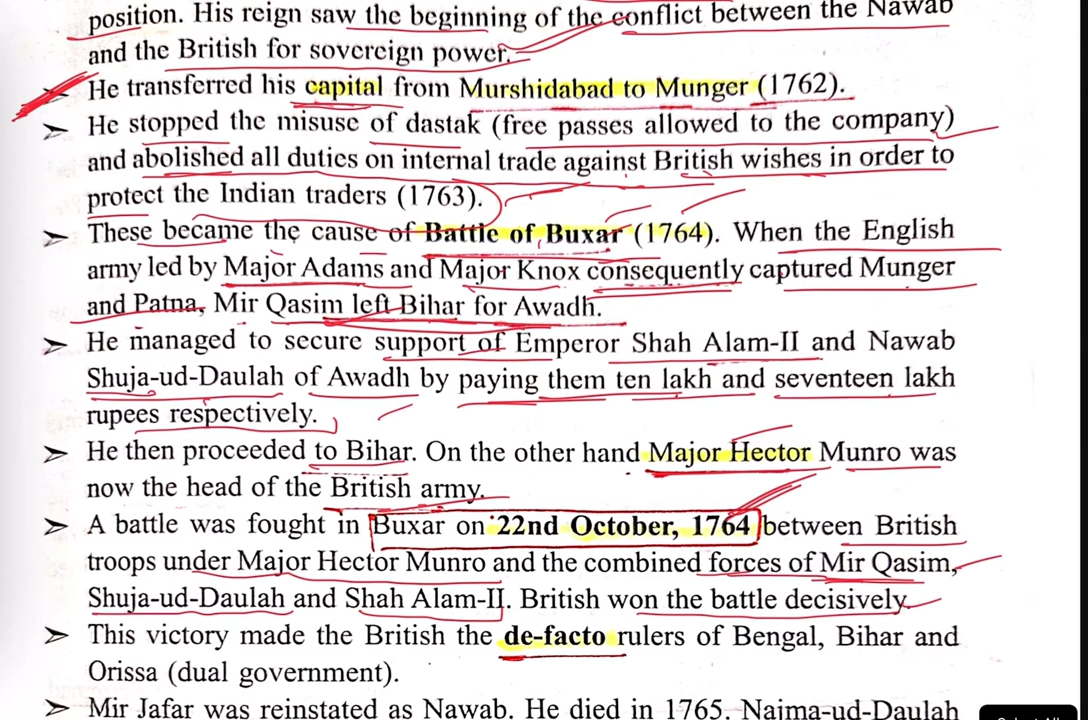 position. His reign saw the beginning of the conflict between the Nawab
and the British for sovereign power.
➤ He transferred his capital from Murshidabad to Munger (1762).
➤ He stopped the misuse of dastak (free passes allowed to the company)
and abolished all duties on internal trade against British wishes in order to
protect the Indian traders (1763).
➤ These became the cause of Battle of Buxar (1764). When the English
army led by Major Adams and Major Knox consequently captured Munger
and Patna, Mir Qasim left Bihar for Awadh.
➤ He managed to secure support of Emperor Shah Alam-II and Nawab
Shuja-ud-Daulah of Awadh by paying them ten lakh and seventeen lakh
rupees respectively.
➤ He then proceeded to Bihar. On the other hand Major Hector Munro was
now the head of the British army.
➤ A battle was fought in Buxar on 22nd October, 1764 between British
troops under Major Hector Munro and the combined forces of Mir Qasim,
Shuja-ud-Daulah and Shah Alam-II. British won the battle decisively.
➤ This victory made the British the de-facto rulers of Bengal, Bihar and
Orissa (dual government).
➤ Mir Jafar was reinstated as Nawab. He died in 1765. Najma-ud-Daulah